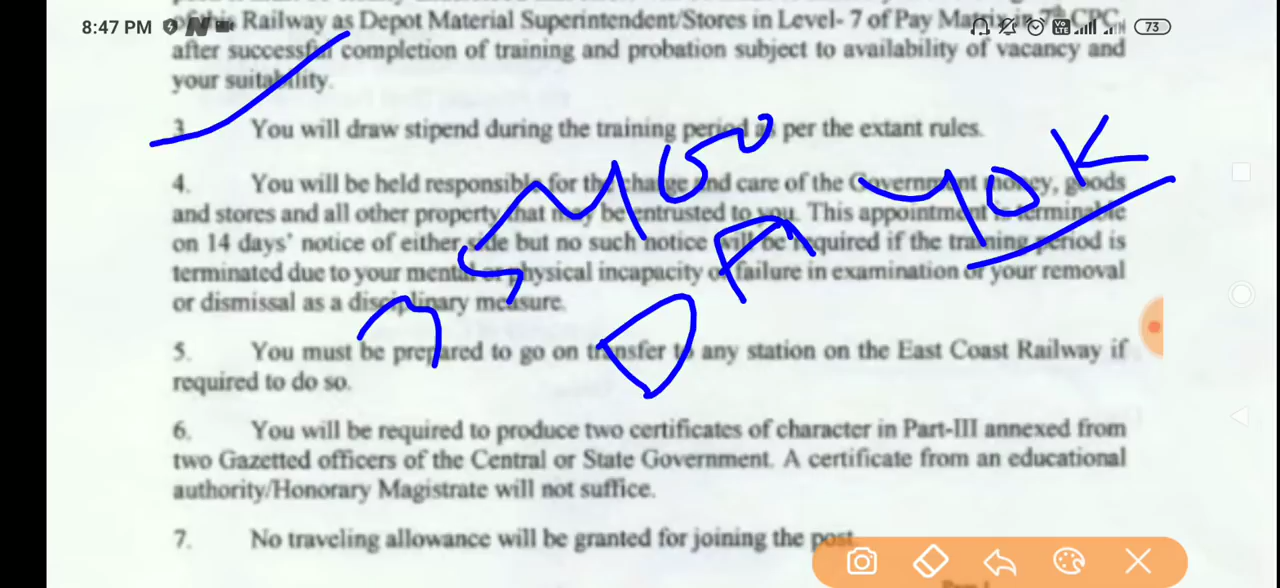 8:47 PM 73
Railway as Depot Material Superintendent/Stores in Level- 7 of Pay Matrix in 7th CPC
after successful completion of training and probation subject to availability of vacancy and
your suitability.
3. You will draw stipend during the training period as per the extant rules.
4. You will be held responsible for the charge and care of the Government money, goods
and stores and all other property that may be entrusted to you. This appointment is terminable
on 14 days' notice of either side but no such notice will be required if the training period is
terminated due to your mental or physical incapacity or failure in examination or your removal
or dismissal as a disciplinary measure.
DA
5. You must be prepared to go on transfer to any station on the East Coast Railway if
required to do so.
6. You will be required to produce two certificates of character in Part-III annexed from
two Gazetted officers of the Central or State Government. A certificate from an educational
authority/Honorary Magistrate will not suffice.
7. No traveling allowance will be granted for joining the post.